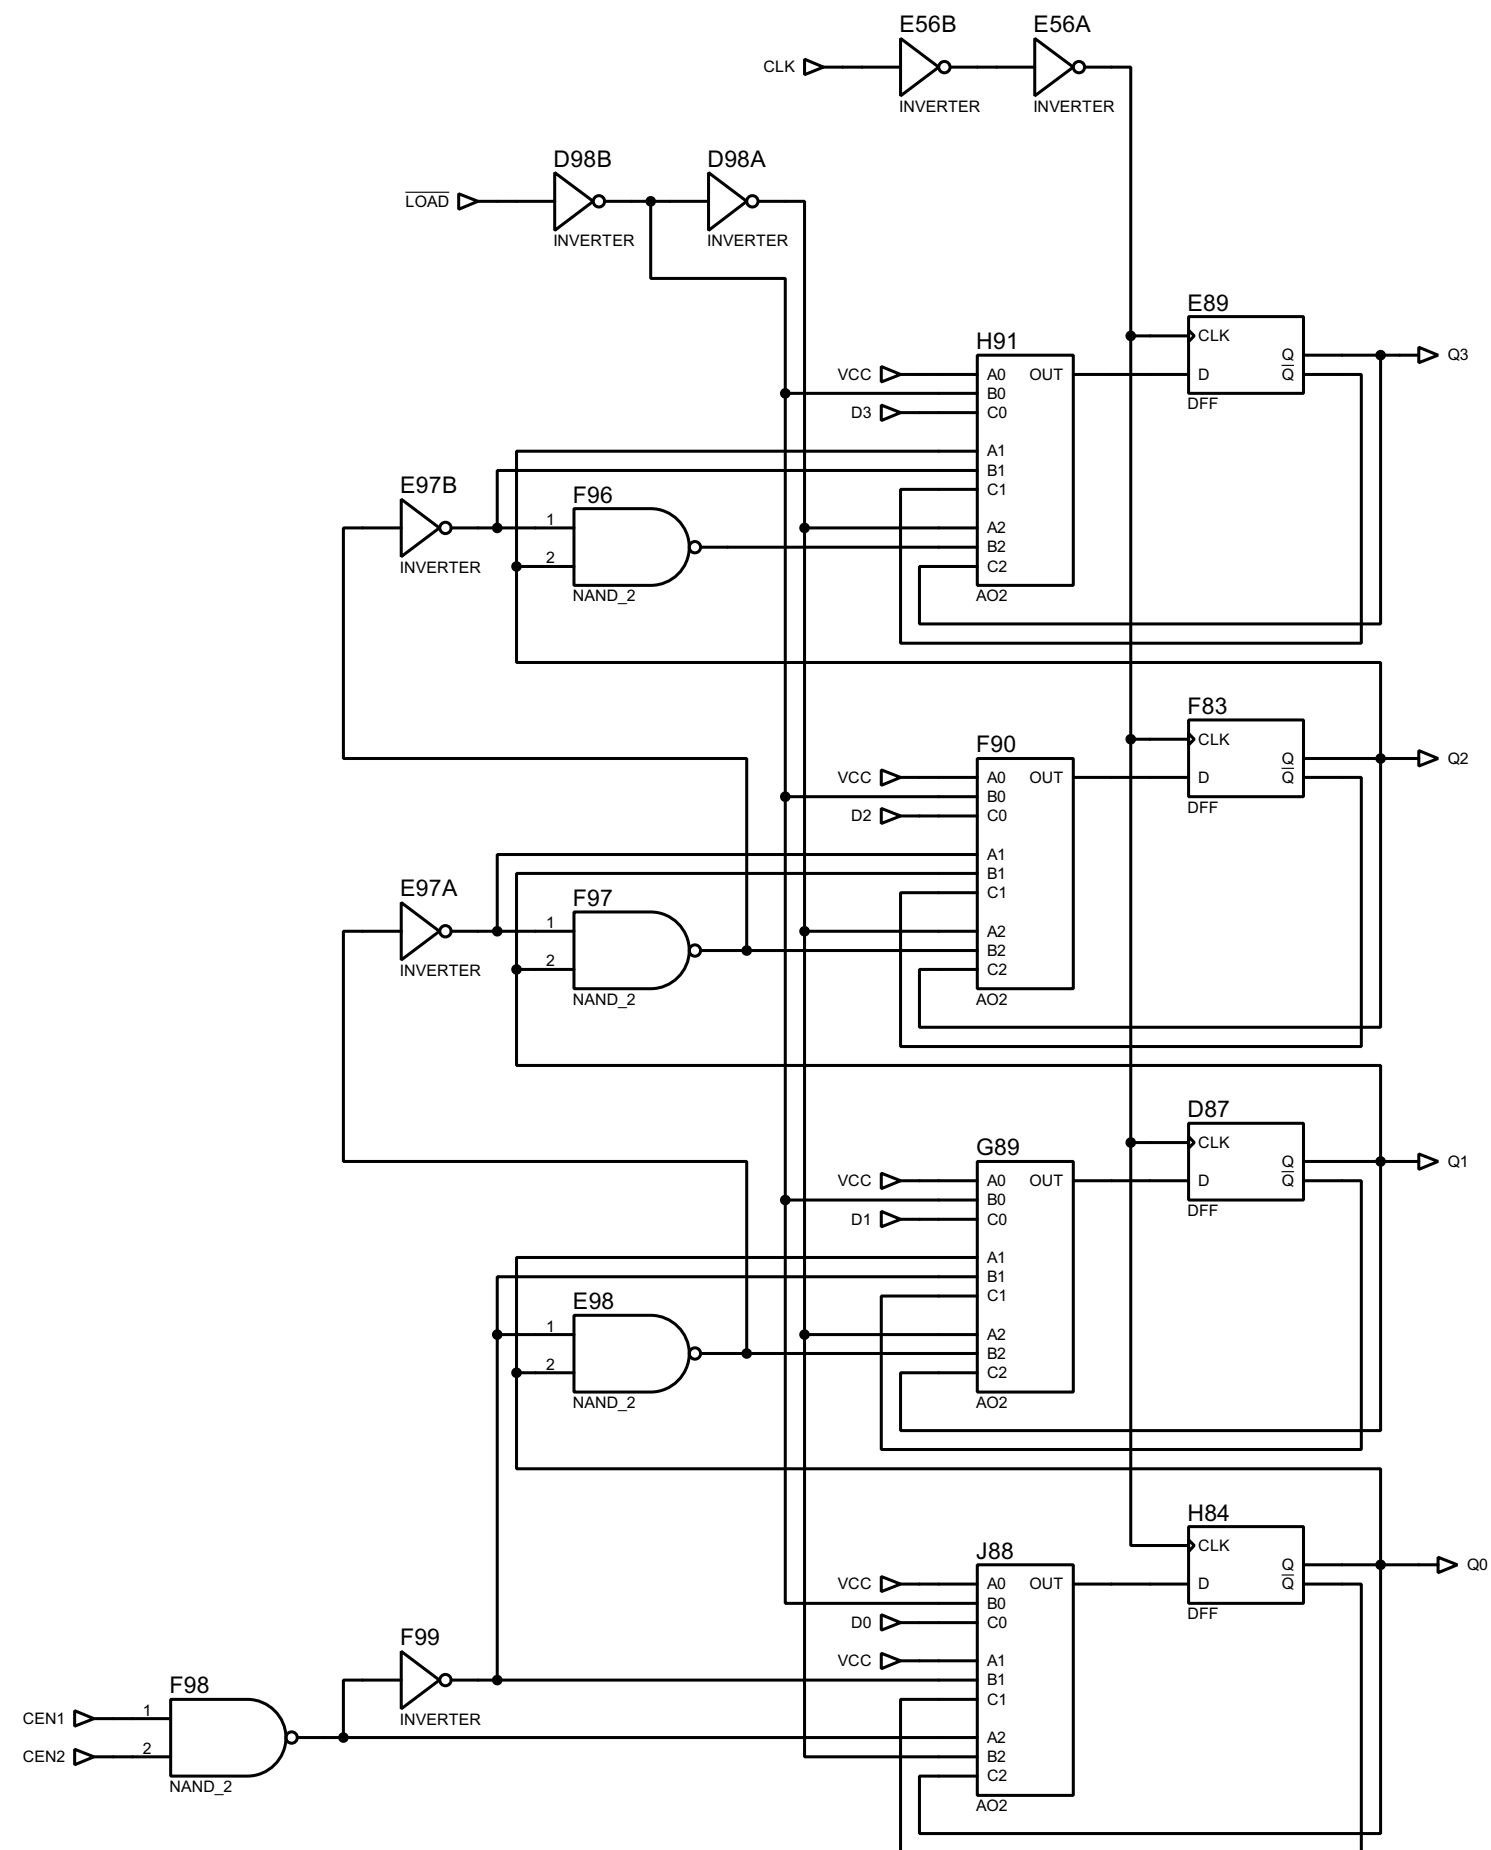 E56B E56A
CLK
INVERTER INVERTER
D98B D98A
LOAD
INVERTER INVERTER
E89
CLK
Q Q3
D Q
DFF
H91
VCC A0 OUT
B0
D3 C0
A1
B1
C1
A2
B2
C2
AO2
E97B
INVERTER
F96
1
2
NAND_2
F83
CLK
Q Q2
D Q
DFF
F90
VCC A0 OUT
B0
D2 C0
A1
B1
C1
A2
B2
C2
AO2
E97A
INVERTER
F97
1
2
NAND_2
D87
CLK
Q Q1
D Q
DFF
G89
VCC A0 OUT
B0
D1 C0
A1
B1
C1
A2
B2
C2
AO2
E98
1
2
NAND_2
H84
CLK
Q Q0
D Q
DFF
J88
VCC A0 OUT
B0
D0 C0
VCC A1
B1
C1
A2
B2
C2
AO2
F99
INVERTER
F98
CEN1 1
CEN2 2
NAND_2